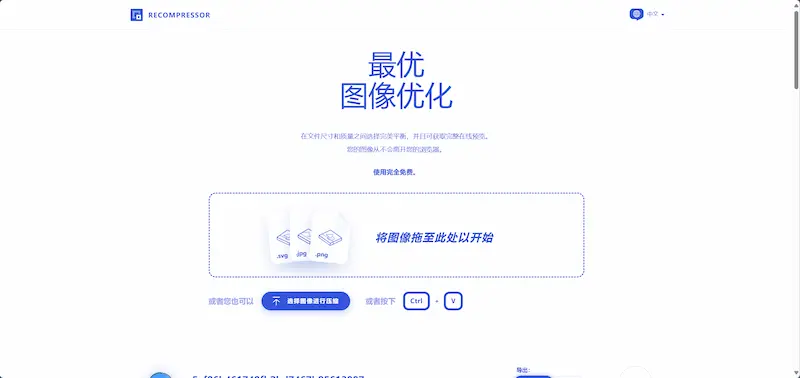 RECOMPRESSOR
中文
最优
图像优化
在文件尺寸和质量之间选择完美平衡，并且可获取完整在线预览。
您的图像从不会离开您的浏览器。
使用完全免费。
.svg
.jpg
.png
将图像拖至此处以开始
或者您也可以
选择图像进行压缩
或者按下
Ctrl
+
V
导出：